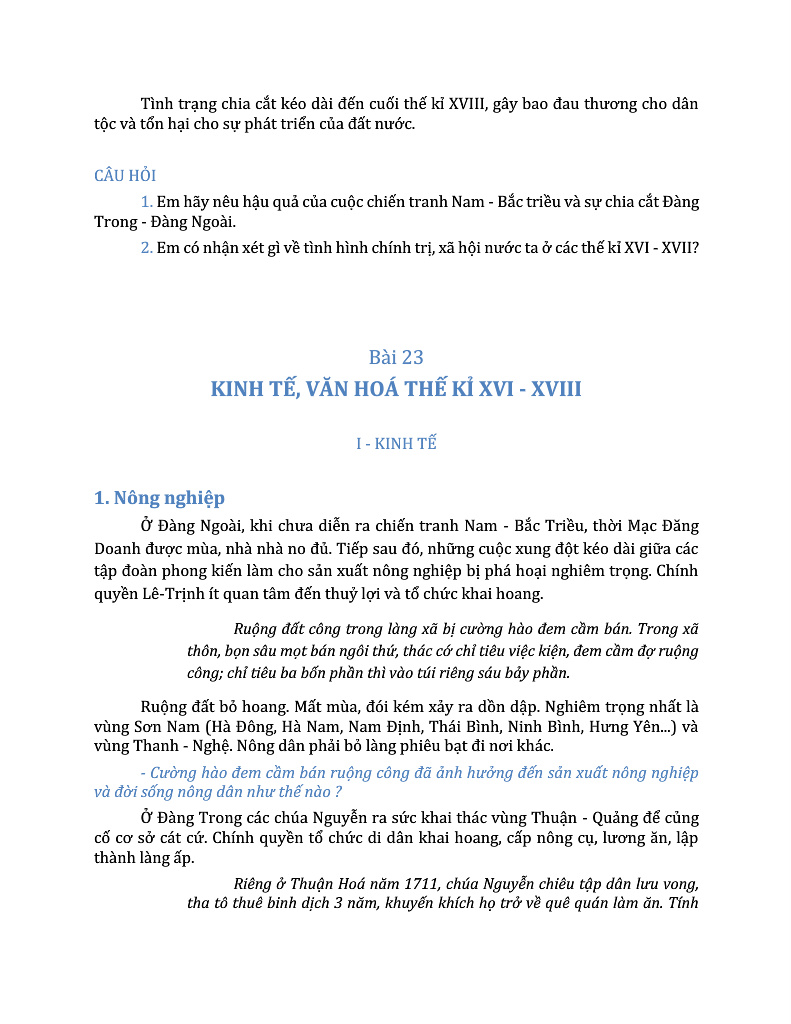 Tình trạng chia cắt kéo dài đến cuối thế kỉ XVIII, gây bao đau thương cho dân
tộc và tổn hại cho sự phát triển của đất nước.
CÂU HỎI
1. Em hãy nêu hậu quả của cuộc chiến tranh Nam - Bắc triều và sự chia cắt Đàng
Trong - Đàng Ngoài.
2. Em có nhận xét gì về tình hình chính trị, xã hội nước ta ở các thế kỉ XVI - XVII?
Bài 23
KINH TẾ, VĂN HOÁ THẾ KỈ XVI - XVIII
I - KINH TẾ
1. Nông nghiệp
Ở Đàng Ngoài, khi chưa diễn ra chiến tranh Nam - Bắc Triều, thời Mạc Đăng
Doanh được mùa, nhà nhà no đủ. Tiếp sau đó, những cuộc xung đột kéo dài giữa các
tập đoàn phong kiến làm cho sản xuất nông nghiệp bị phá hoại nghiêm trọng. Chính
quyền Lê-Trịnh ít quan tâm đến thuỷ lợi và tổ chức khai hoang.
Ruộng đất công trong làng xã bị cường hào đem cầm bán. Trong xã
thôn, bọn sâu mọt bán ngôi thứ, thác cớ chỉ tiêu việc kiện, đem cầm đợ ruộng
công; chỉ tiêu ba bốn phần thì vào túi riêng sáu bảy phần.
Ruộng đất bỏ hoang. Mất mùa, đói kém xảy ra dồn dập. Nghiêm trọng nhất là
vùng Sơn Nam (Hà Đông, Hà Nam, Nam Định, Thái Bình, Ninh Bình, Hưng Yên...) và
vùng Thanh - Nghệ. Nông dân phải bỏ làng phiêu bạt đi nơi khác.
- Cường hào đem cầm bán ruộng công đã ảnh hưởng đến sản xuất nông nghiệp
và đời sống nông dân như thế nào ?
Ở Đàng Trong các chúa Nguyễn ra sức khai thác vùng Thuận - Quảng để củng
cố cơ sở cát cứ. Chính quyền tổ chức di dân khai hoang, cấp nông cụ, lương ăn, lập
thành làng ấp.
Riêng ở Thuận Hoá năm 1711, chúa Nguyễn chiêu tập dân lưu vong,
tha tô thuê binh dịch 3 năm, khuyến khích họ trở về quê quán làm ăn. Tính